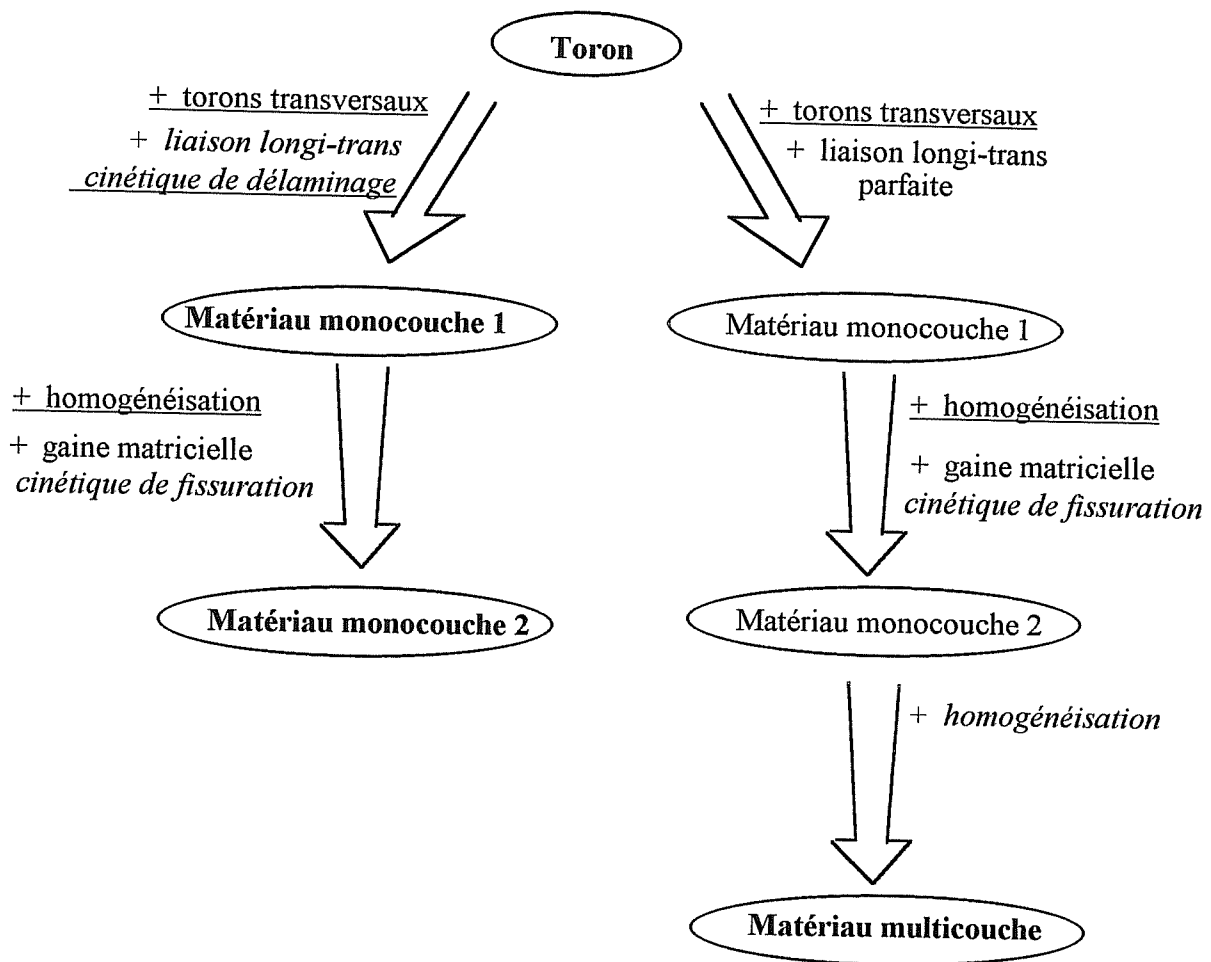 Toron
+ torons transversaux
+ liaison longi-trans
cinétique de délaminage
+ torons transversaux
+ liaison longi-trans
parfaite
Matériau monocouche 1
Matériau monocouche 1
+ homogénéisation
+ gaine matricielle
cinétique de fissuration
+ homogénéisation
+ gaine matricielle
cinétique de fissuration
Matériau monocouche 2
Matériau monocouche 2
+ homogénéisation
Matériau multicouche